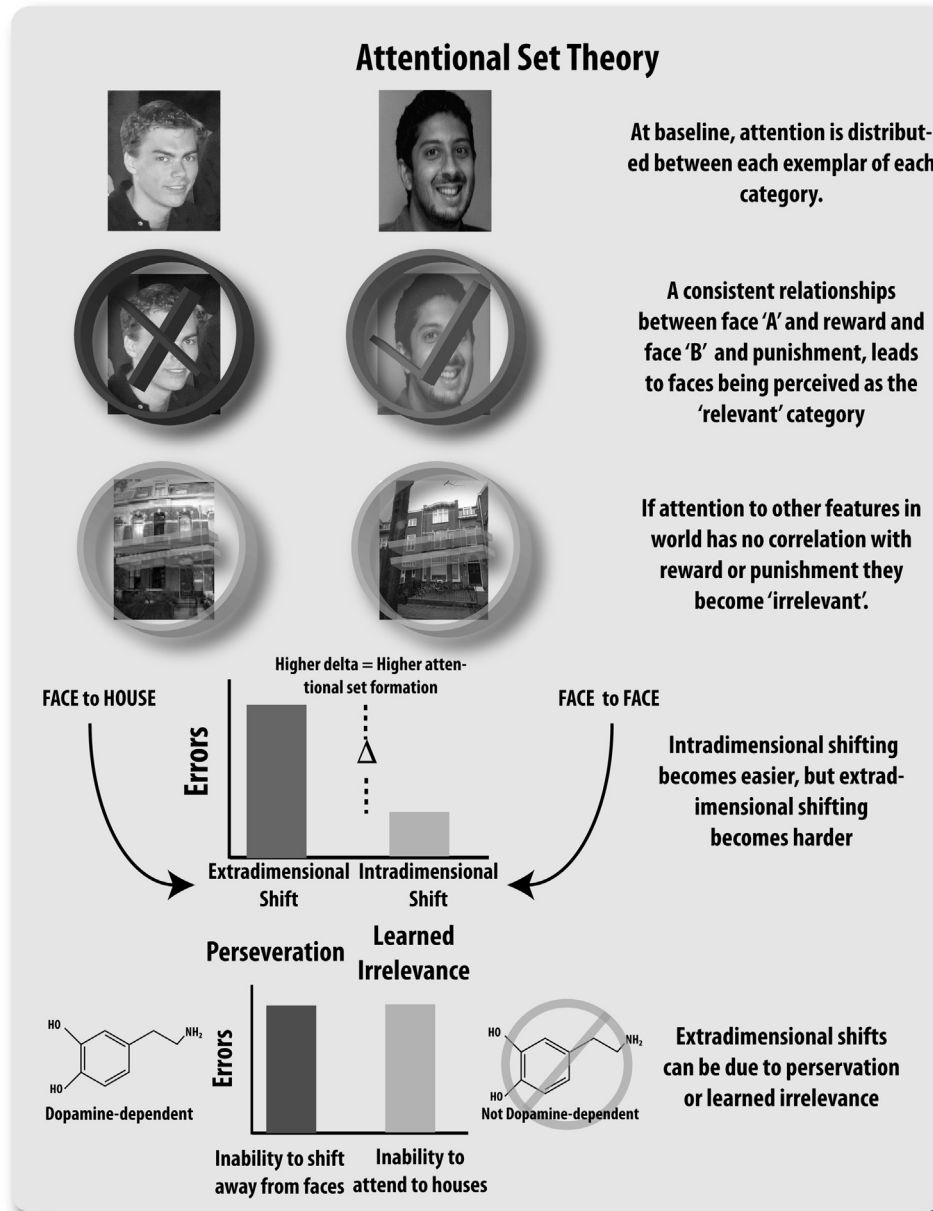 Attentional Set Theory
At baseline, attention is distribut-
ed between each exemplar of each
category.
A consistent relationships
between face ‘A’ and reward and
face ‘B’ and punishment, leads
to faces being perceived as the
‘relevant’ category
If attention to other features in
world has no correlation with
reward or punishment they
become ‘irrelevant’.
Higher delta = Higher atten-
tional set formation
FACE to HOUSE
FACE to FACE
Errors
Δ
Intradimensional shifting
becomes easier, but extrad-
imensional shifting
becomes harder
Extradimensional
Shift
Intradimensional
Shift
Perseveration
Learned
Irrelevance
HO
HO
NH₂
Dopamine-dependent
Errors
HO
HO
NH₂
Not Dopamine-dependent
Extradimensional shifts
can be due to perservation
or learned irrelevance
Inability to shift
away from faces
Inability to
attend to houses